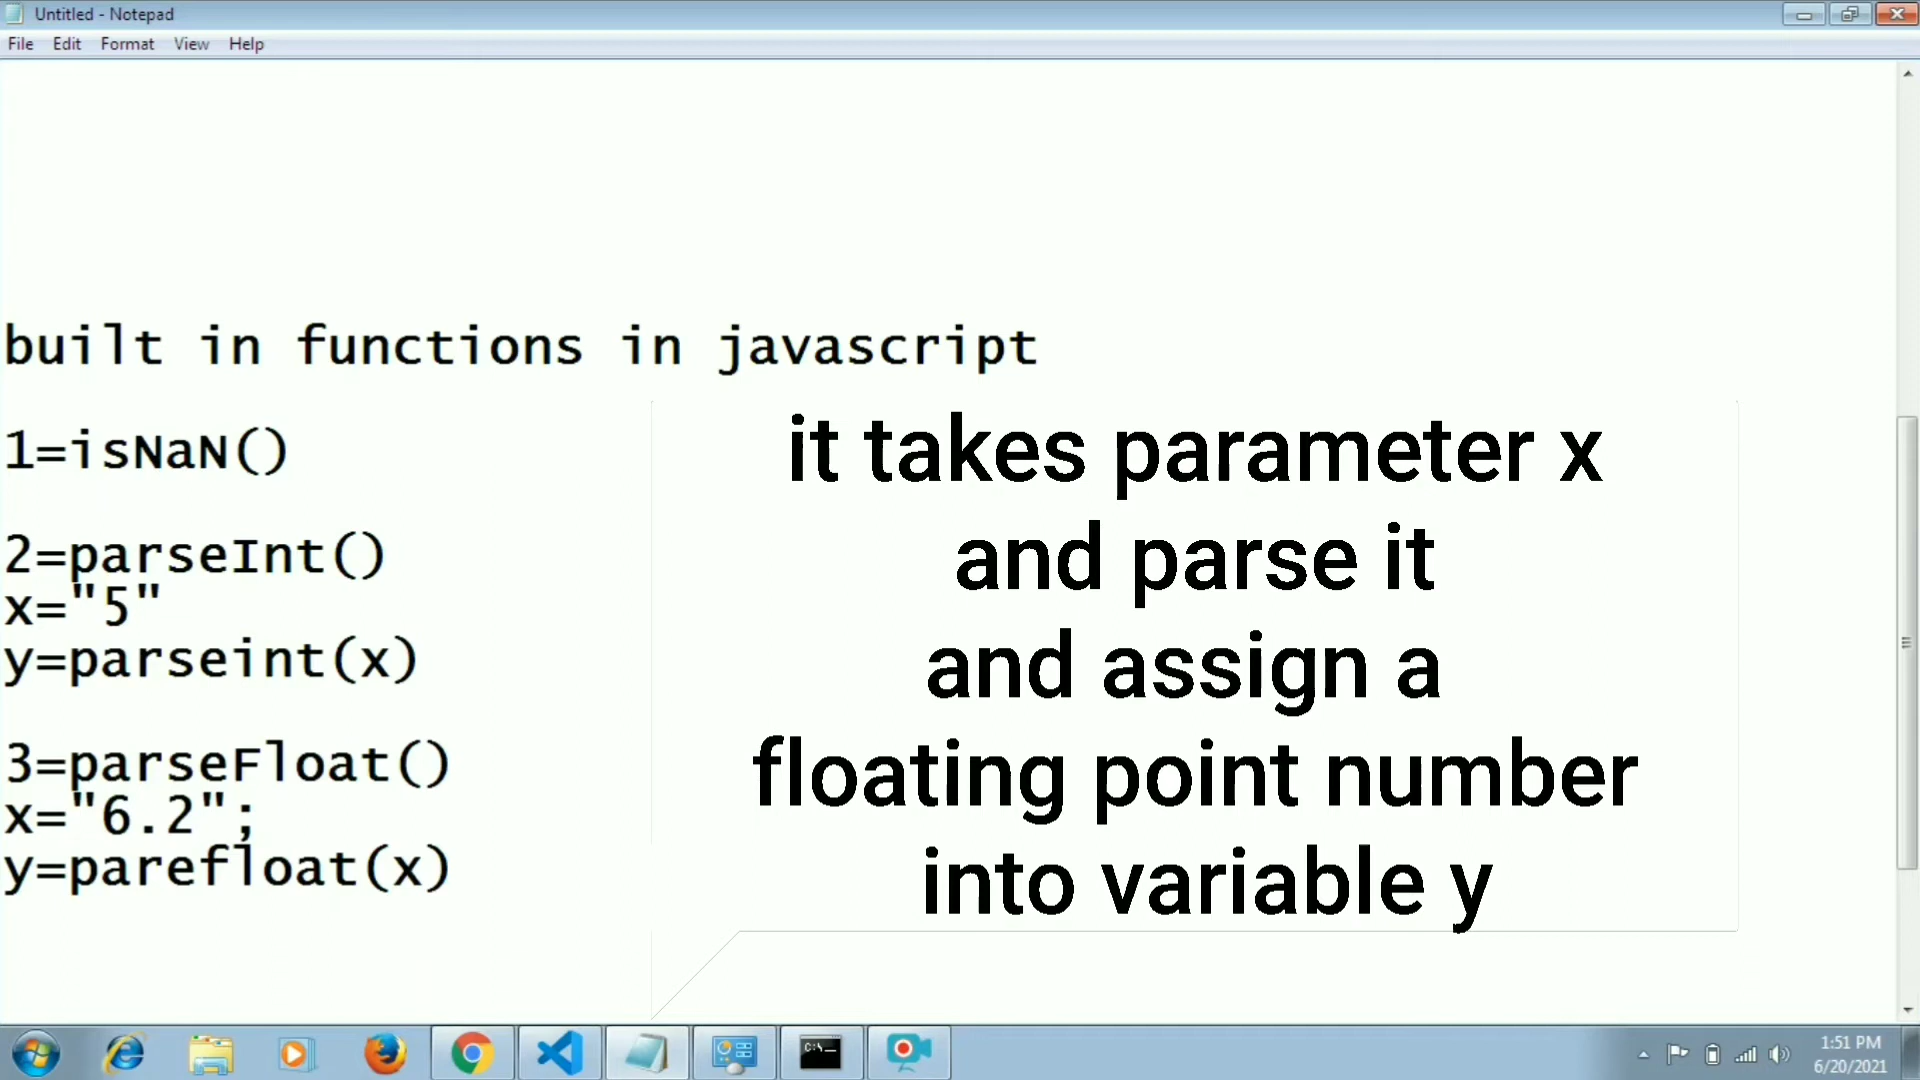 Untitled - Notepad
File Edit Format View Help
built in functions in javascript
1=isNaN()
2=parseInt()
x="5"
y=parseint(x)
3=parseFloat()
x="6.2";
y=parefloat(x)
it takes parameter x
and parse it
and assign a
floating point number
into variable y
C:\
1:51 PM
6/20/2021